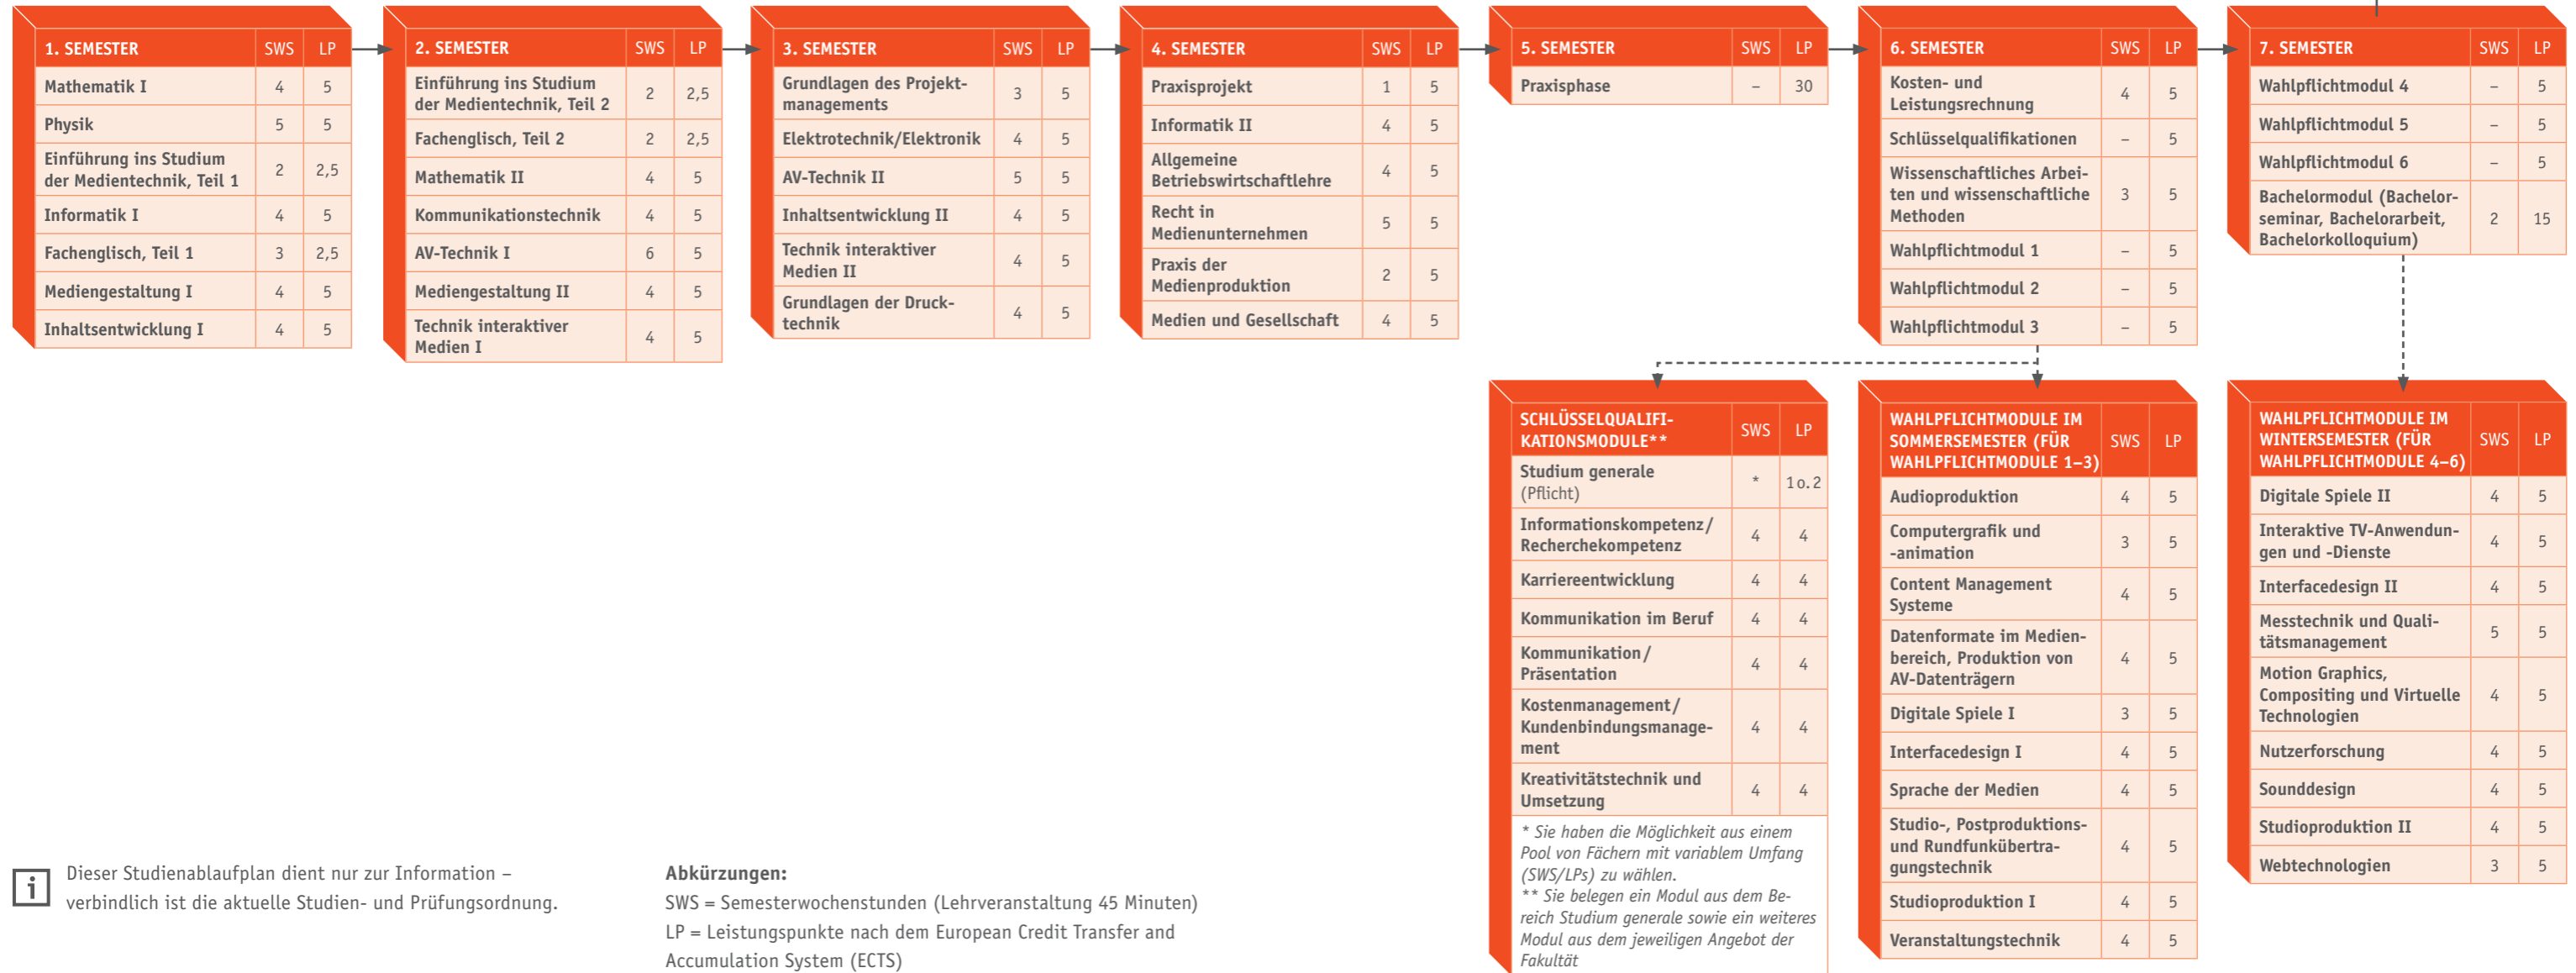 1. SEMESTER SWS LP
Mathematik I 4 5
Physik 5 5
Einführung ins Studium
der Medientechnik, Teil 1 2 2,5
Informatik I 4 5
Fachenglisch, Teil 1 3 2,5
Mediengestaltung I 4 5
Inhaltsentwicklung I 4 5
2. SEMESTER SWS LP
Einführung ins Studium
der Medientechnik, Teil 2 2 2,5
Fachenglisch, Teil 2 2 2,5
Mathematik II 4 5
Kommunikationstechnik 4 5
AV-Technik I 6 5
Mediengestaltung II 4 5
Technik interaktiver
Medien I 4 5
3. SEMESTER SWS LP
Grundlagen des Projekt-
managements 3 5
Elektrotechnik/Elektronik 4 5
AV-Technik II 5 5
Inhaltsentwicklung II 4 5
Technik interaktiver
Medien II 4 5
Grundlagen der Druck-
technik 4 5
4. SEMESTER SWS LP
Praxisprojekt 1 5
Informatik II 4 5
Allgemeine
Betriebswirtschaftlehre 4 5
Recht in
Medienunternehmen 5 5
Praxis der
Medienproduktion 2 5
Medien und Gesellschaft 4 5
5. SEMESTER SWS LP
Praxisphase – 30
6. SEMESTER SWS LP
Kosten- und
Leistungsrechnung 4 5
Schlüsselqualifikationen – 5
Wissenschaftliches Arbei-
ten und wissenschaftliche
Methoden 3 5
Wahlpflichtmodul 1 – 5
Wahlpflichtmodul 2 – 5
Wahlpflichtmodul 3 – 5
7. SEMESTER SWS LP
Wahlpflichtmodul 4 – 5
Wahlpflichtmodul 5 – 5
Wahlpflichtmodul 6 – 5
Bachelormodul (Bachelor-
seminar, Bachelorarbeit,
Bachelorkolloquium) 2 15
SCHLÜSSELQUALIFI-
KATIONSMODULE** SWS LP
Studium generale
(Pflicht) * 1 o. 2
Informationskompetenz/
Recherchekompetenz 4 4
Karriereentwicklung 4 4
Kommunikation im Beruf 4 4
Kommunikation/
Präsentation 4 4
Kostenmanagement/
Kundenbindungsmanage-
ment 4 4
Kreativitätstechnik und
Umsetzung 4 4
* Sie haben die Möglichkeit aus einem
Pool von Fächern mit variablem Umfang
(SWS/LPs) zu wählen.
** Sie belegen ein Modul aus dem Be-
reich Studium generale sowie ein weiteres
Modul aus dem jeweiligen Angebot der
Fakultät
WAHLPFLICHTMODULE IM
SOMMERSEMESTER (FÜR
WAHLPFLICHTMODULE 1–3) SWS LP
Audioproduktion 4 5
Computergrafik und
-animation 3 5
Content Management
Systeme 4 5
Datenformate im Medien-
bereich, Produktion von
AV-Datenträgern 4 5
Digitale Spiele I 3 5
Interfacedesign I 4 5
Sprache der Medien 4 5
Studio-, Postproduktions-
und Rundfunkübertra-
gungstechnik 4 5
Studioproduktion I 4 5
Veranstaltungstechnik 4 5
WAHLPFLICHTMODULE IM
WINTERSEMESTER (FÜR
WAHLPFLICHTMODULE 4–6) SWS LP
Digitale Spiele II 4 5
Interaktive TV-Anwendun-
gen und -Dienste 4 5
Interfacedesign II 4 5
Messtechnik und Quali-
tätsmanagement 5 5
Motion Graphics,
Compositing und Virtuelle
Technologien 4 5
Nutzerforschung 4 5
Sounddesign 4 5
Studioproduktion II 4 5
Webtechnologien 3 5
i
Dieser Studienablaufplan dient nur zur Information –
verbindlich ist die aktuelle Studien- und Prüfungsordnung.
Abkürzungen:
SWS = Semesterwochenstunden (Lehrveranstaltung 45 Minuten)
LP = Leistungspunkte nach dem European Credit Transfer and
Accumulation System (ECTS)